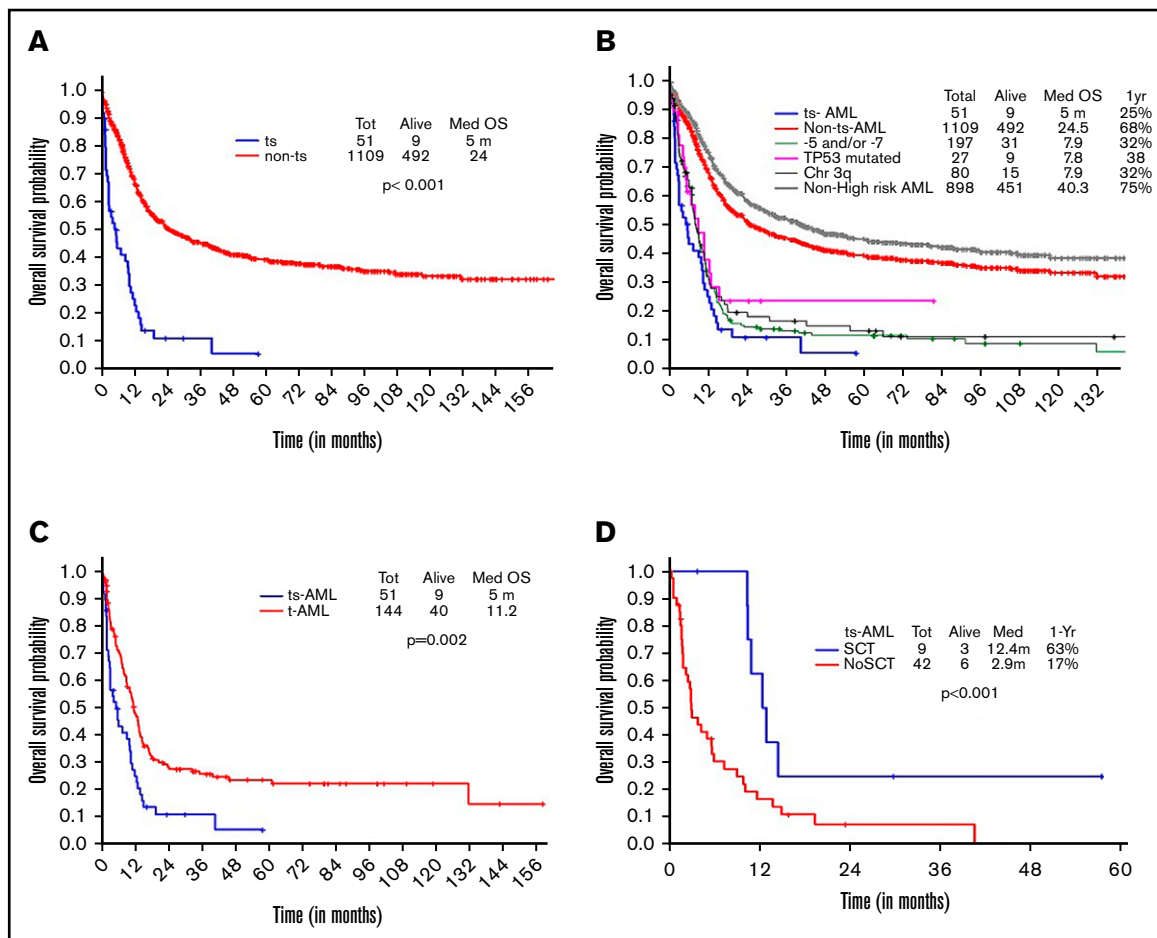 A
Overall survival probability
1.0
0.9
0.8
0.7
0.6
0.5
0.4
0.3
0.2
0.1
0.0
Tot Alive Med OS
ts 51 9 5 m
non-ts 1109 492 24
p< 0.001
0 12 24 36 48 60 72 84 96 108 120 132 144 156
Time (in months)
B
Overall survival probability
1.0
0.9
0.8
0.7
0.6
0.5
0.4
0.3
0.2
0.1
0.0
Total Alive Med OS 1yr
ts- AML 51 9 5 m 25%
Non-ts-AML 1109 492 24.5 68%
-5 and/or -7 197 31 7.9 32%
TP53 mutated 27 9 7.8 38
Chr 3q 80 15 7.9 32%
Non-High risk AML 898 451 40.3 75%
0 12 24 36 48 60 72 84 96 108 120 132
Time (in months)
C
Overall survival probability
1.0
0.9
0.8
0.7
0.6
0.5
0.4
0.3
0.2
0.1
0.0
Tot Alive Med OS
ts-AML 51 9 5 m
t-AML 144 40 11.2
p=0.002
0 12 24 36 48 60 72 84 96 108 120 132 144 156
Time (in months)
D
Overall survival probability
1.0
0.9
0.8
0.7
0.6
0.5
0.4
0.3
0.2
0.1
0.0
ts-AML Tot Alive Med 1-Yr
SCT 9 3 12.4m 63%
NoSCT 42 6 2.9m 17%
p<0.001
0 12 24 36 48 60
Time (in months)